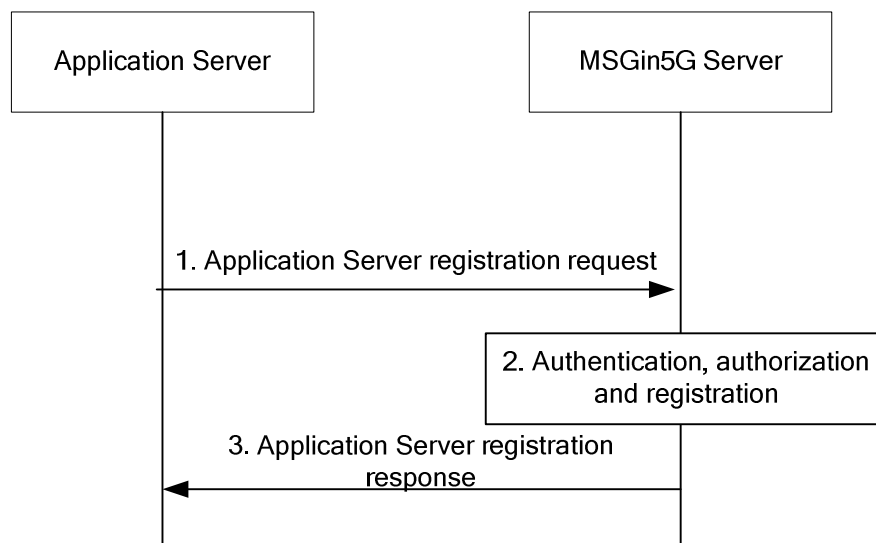 Application Server
MSGin5G Server
1. Application Server registration request
2. Authentication, authorization
and registration
3. Application Server registration
response